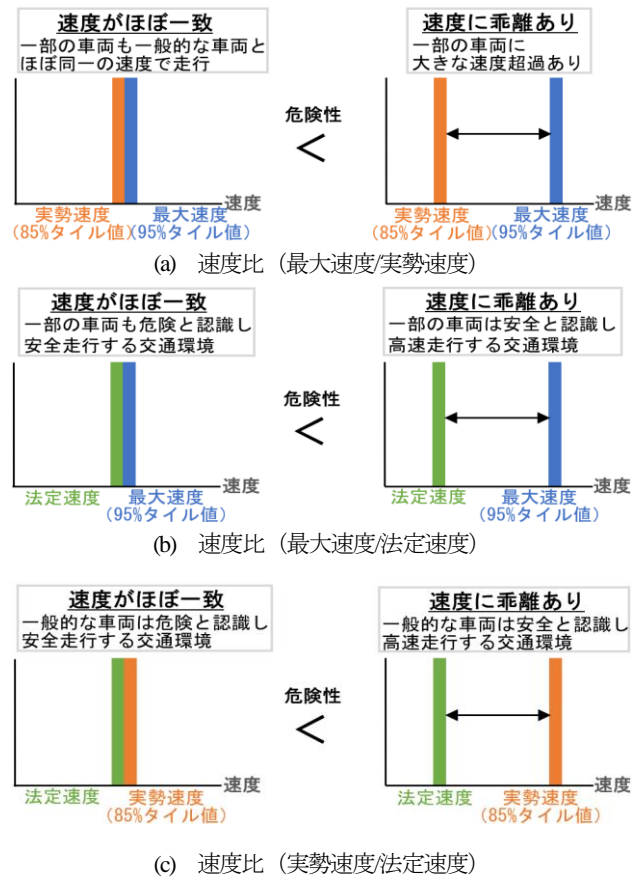 速度がほぼ一致
一部の車両も一般的な車両と
ほぼ同一の速度で走行
速度に乖離あり
一部の車両に
大きな速度超過あり
危険性
<
速度
実勢速度
(85%タイル値)
最大速度
(95%タイル値)
速度
実勢速度
(85%タイル値)
最大速度
(95%タイル値)
(a) 速度比（最大速度/実勢速度）
速度がほぼ一致
一部の車両も危険と認識し
安全走行する交通環境
速度に乖離あり
一部の車両は安全と認識し
高速走行する交通環境
危険性
<
速度
法定速度
最大速度
(95%タイル値)
速度
法定速度
最大速度
(95%タイル値)
(b) 速度比（最大速度/法定速度）
速度がほぼ一致
一般的な車両は危険と認識し
安全走行する交通環境
速度に乖離あり
一般的な車両は安全と認識し
高速走行する交通環境
危険性
<
速度
法定速度
実勢速度
(85%タイル値)
速度
法定速度
実勢速度
(85%タイル値)
(c) 速度比（実勢速度/法定速度）